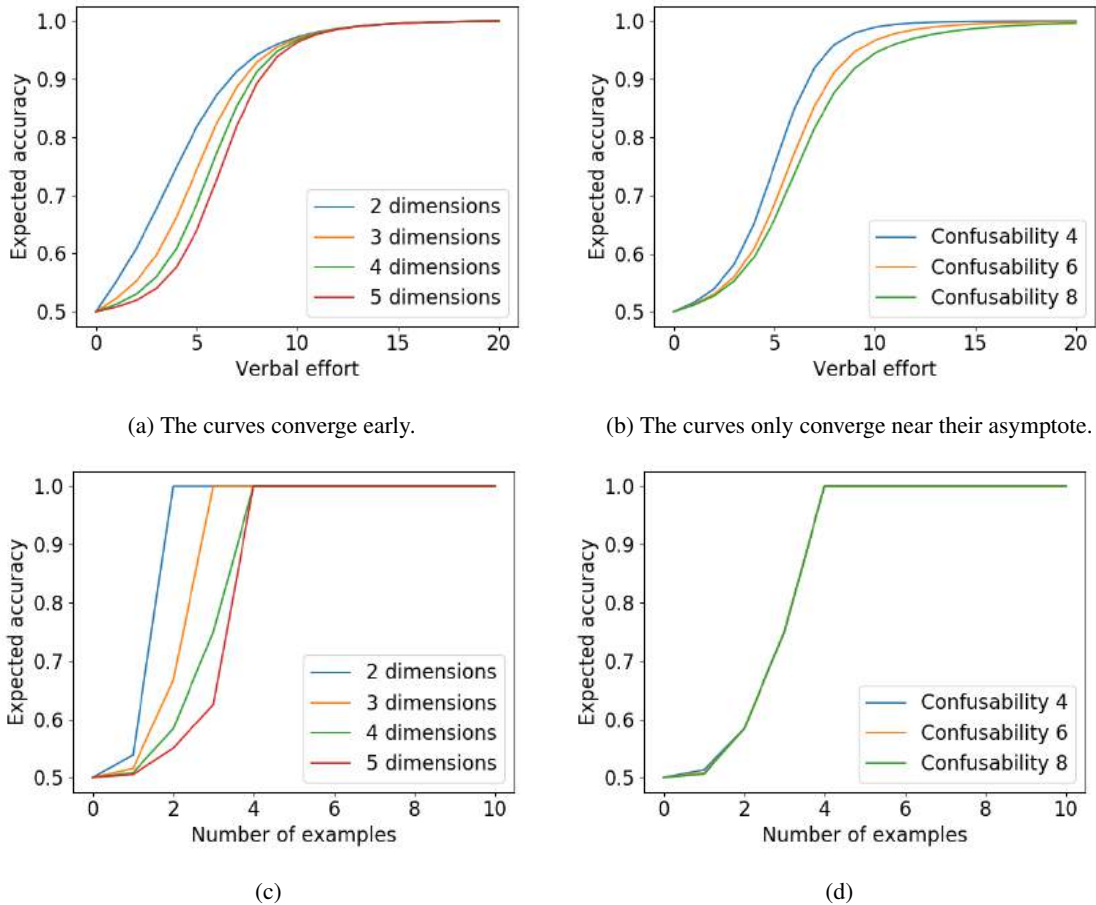 1.0
0.9
0.8
0.7
0.6
0.5
Expected accuracy
2 dimensions
3 dimensions
4 dimensions
5 dimensions
0 5 10 15 20
Verbal effort
(a) The curves converge early.
1.0
0.9
0.8
0.7
0.6
0.5
Expected accuracy
Confusability 4
Confusability 6
Confusability 8
0 5 10 15 20
Verbal effort
(b) The curves only converge near their asymptote.
1.0
0.9
0.8
0.7
0.6
0.5
Expected accuracy
2 dimensions
3 dimensions
4 dimensions
5 dimensions
0 2 4 6 8 10
Number of examples
(c)
1.0
0.9
0.8
0.7
0.6
0.5
Expected accuracy
Confusability 4
Confusability 6
Confusability 8
0 2 4 6 8 10
Number of examples
(d)